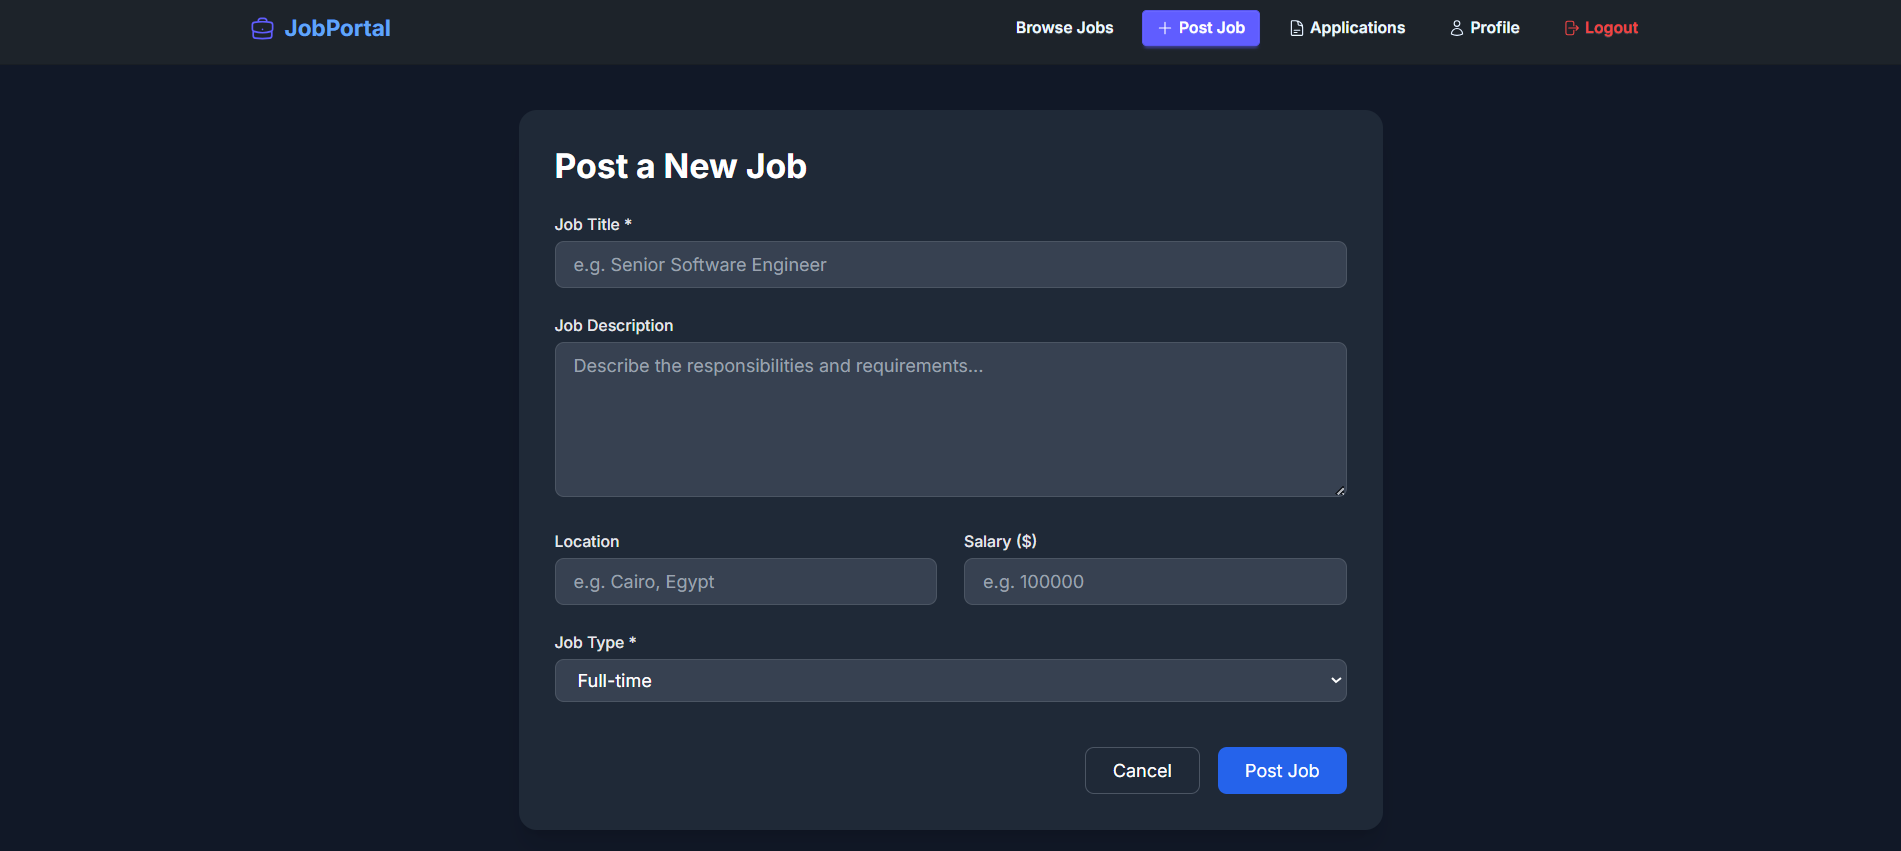 JobPortal
Browse Jobs
Post Job
Applications
Profile
Logout
Post a New Job
Job Title *
e.g. Senior Software Engineer
Job Description
Describe the responsibilities and requirements...
Location
Salary ($)
e.g. Cairo, Egypt
e.g. 100000
Job Type *
Full-time
Cancel
Post Job